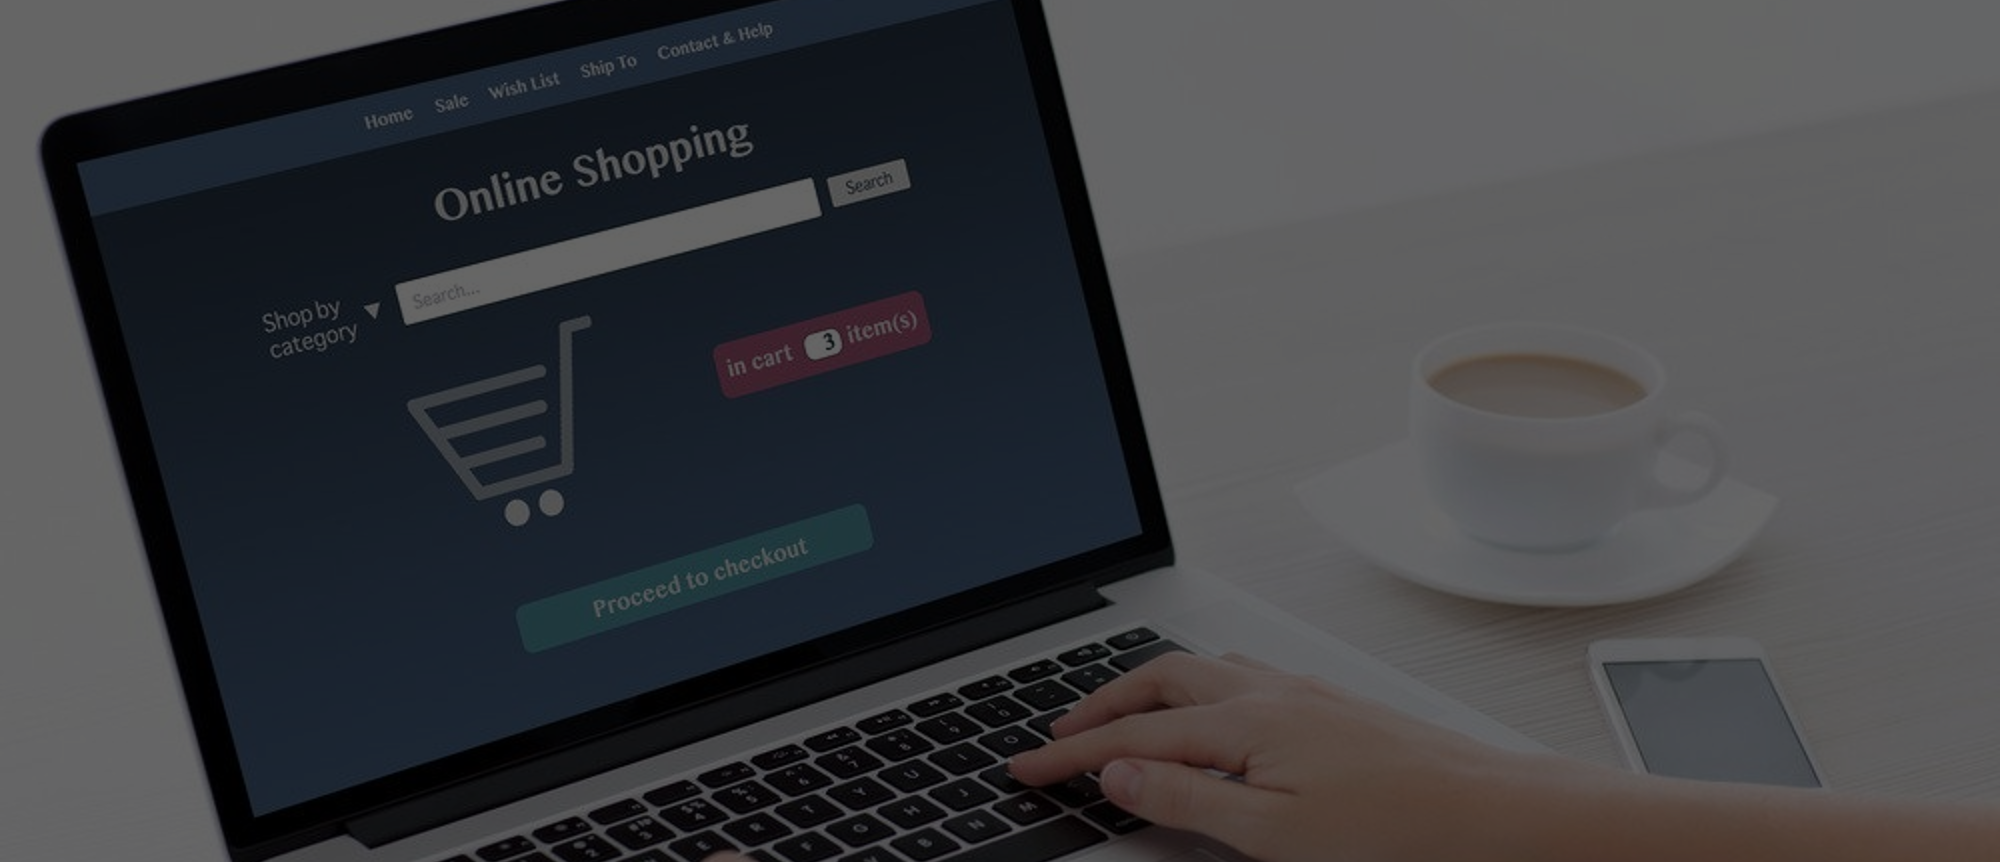 Home Sale Wish List Ship To Contact & Help
Online Shopping
Search... Search
Shop by
category
in cart 3 item(s)
Proceed to checkout